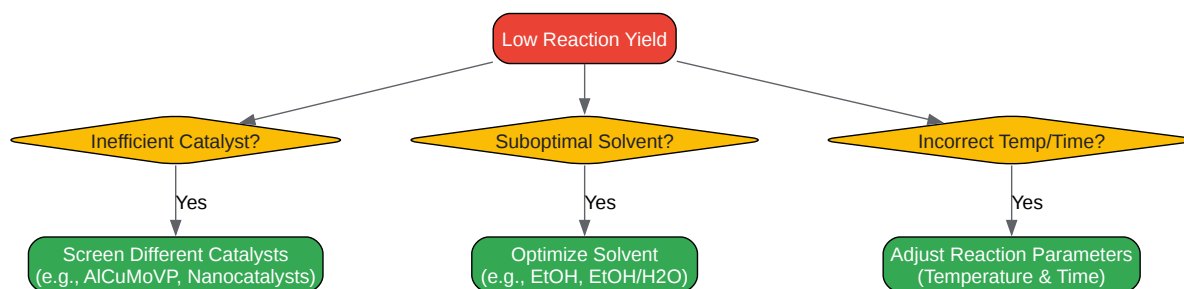 Low Reaction Yield
Inefficient Catalyst?
Suboptimal Solvent?
Incorrect Temp/Time?
Yes
Yes
Yes
Screen Different Catalysts
(e.g., AlCuMoVP, Nanocatalysts)
Optimize Solvent
(e.g., EtOH, EtOH/H2O)
Adjust Reaction Parameters
(Temperature & Time)